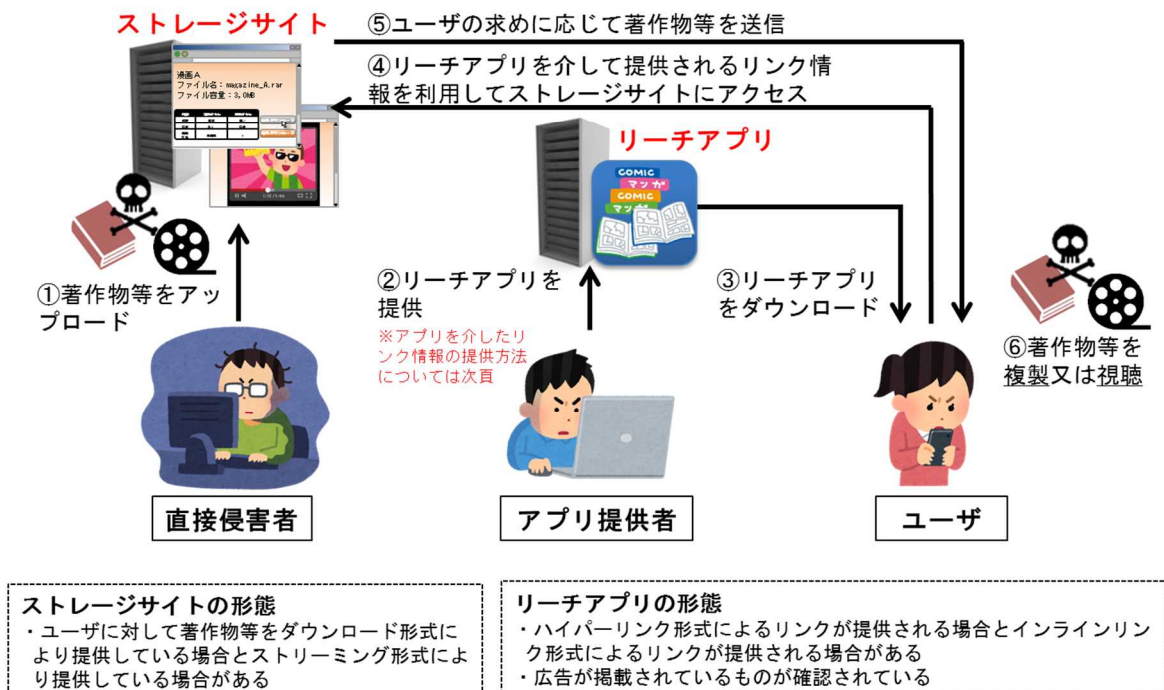 ストレージサイト
⑤ユーザの求めに応じて著作物等を送信
④リーチアプリを介して提供されるリンク情
報を利用してストレージサイトにアクセス
漫画A
ファイル名：magazine_A.rar
ファイル容量：3,0MB
リーチアプリ
COMIC
マンガ
COMIC
マンガ
①著作物等をアッ
プロード
②リーチアプリを
提供
※アプリを介したリ
ンク情報の提供方法
については次頁
③リーチアプリ
をダウンロード
⑥著作物等を
複製又は視聴
直接侵害者
アプリ提供者
ユーザ
ストレージサイトの形態
・ユーザに対して著作物等をダウンロード形式に
より提供している場合とストリーミング形式によ
り提供している場合がある
リーチアプリの形態
・ハイパーリンク形式によるリンクが提供される場合とインラインリン
ク形式によるリンクが提供される場合がある
・広告が掲載されているものが確認されている